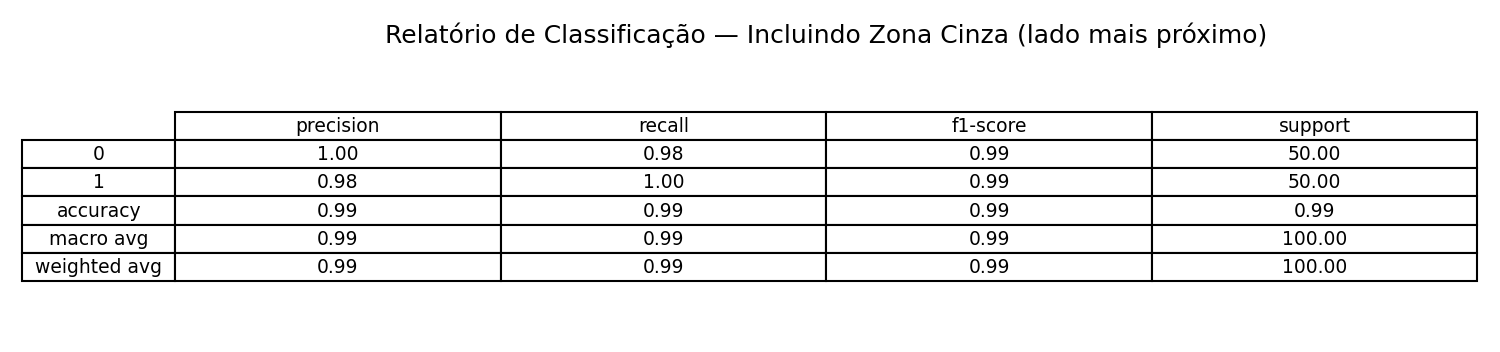 Relatório de Classificação — Incluindo Zona Cinza (lado mais próximo)
precision recall f1-score support
0 1.00 0.98 0.99 50.00
1 0.98 1.00 0.99 50.00
accuracy 0.99 0.99 0.99 0.99
macro avg 0.99 0.99 0.99 100.00
weighted avg 0.99 0.99 0.99 100.00